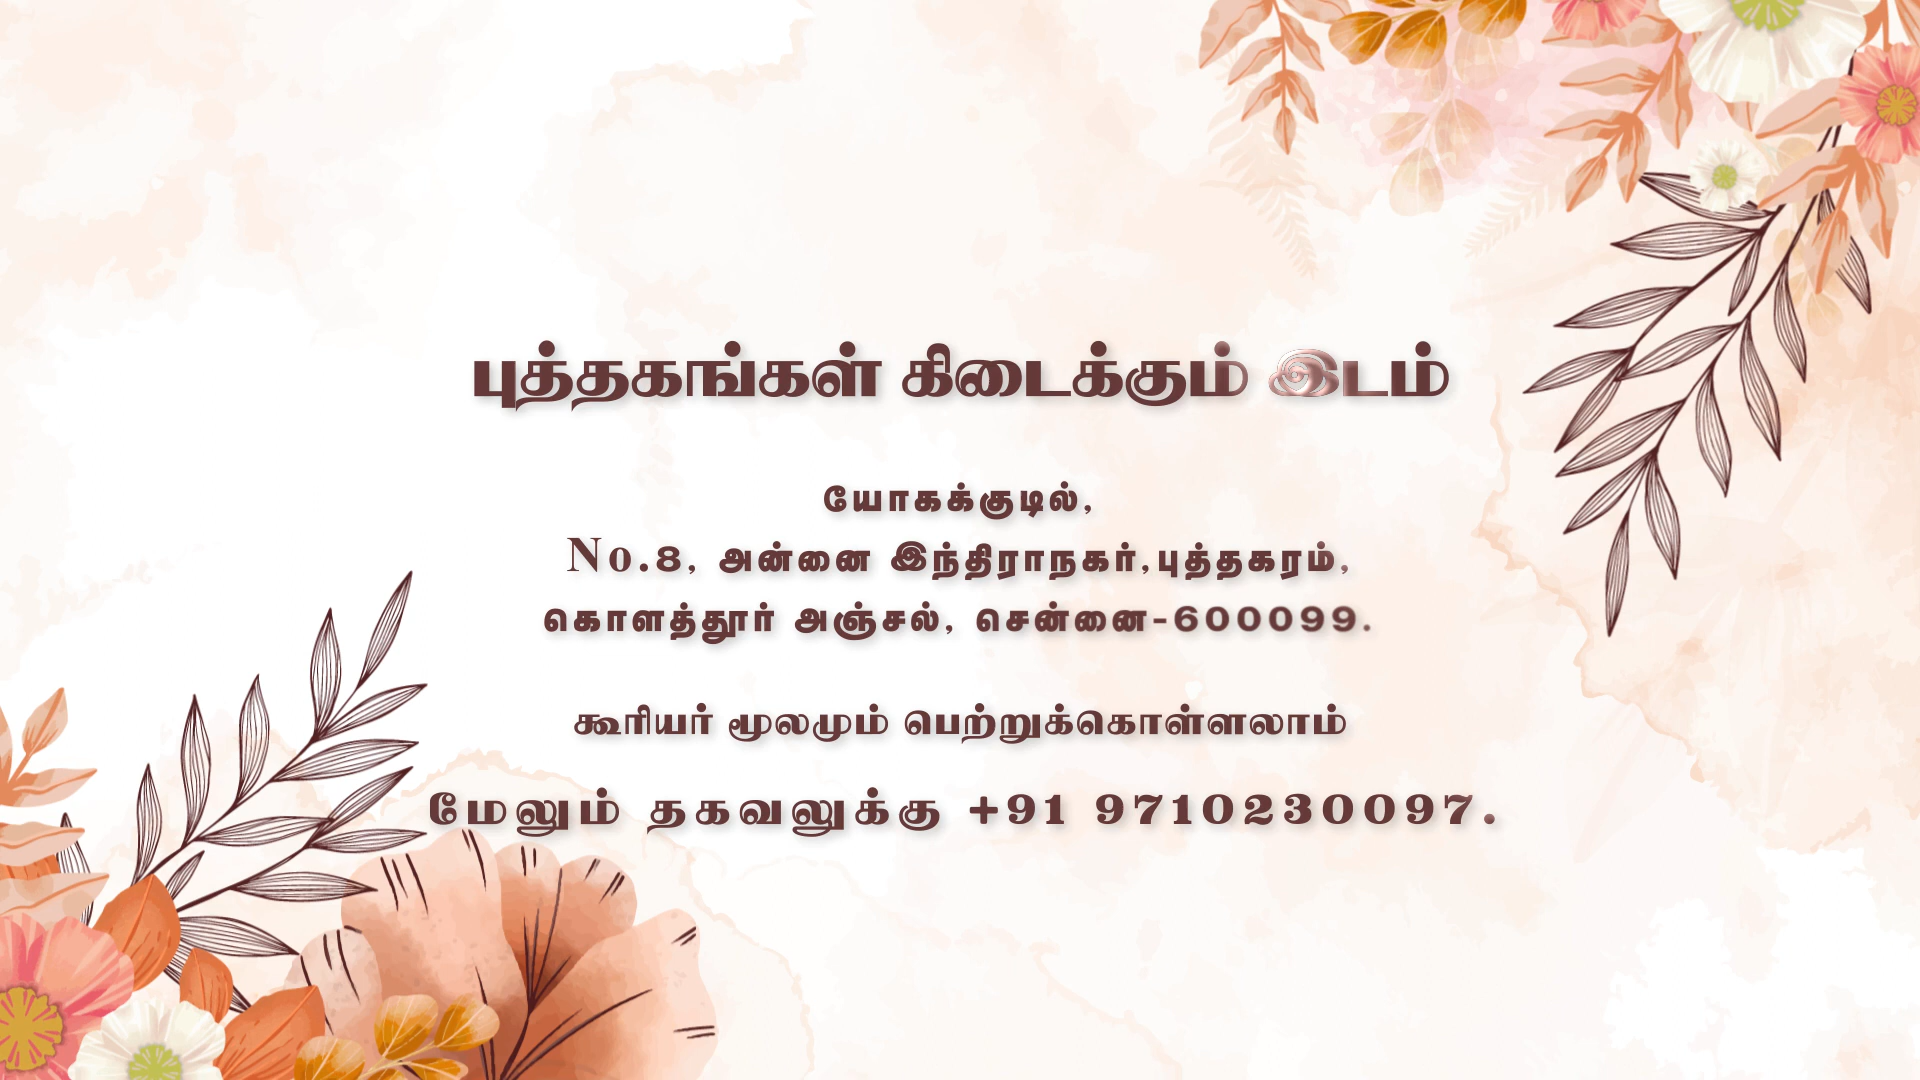 புத்தகங்கள் கிடைக்கும் இடம்
யோகக்குடில்,
No.8, அன்னை இந்திராநகர்,புத்தகரம்,
கொளத்தூர் அஞ்சல், சென்னை-600099.
கூரியர் மூலமும் பெற்றுக்கொள்ளலாம்
மேலும் தகவலுக்கு +91 9710230097.